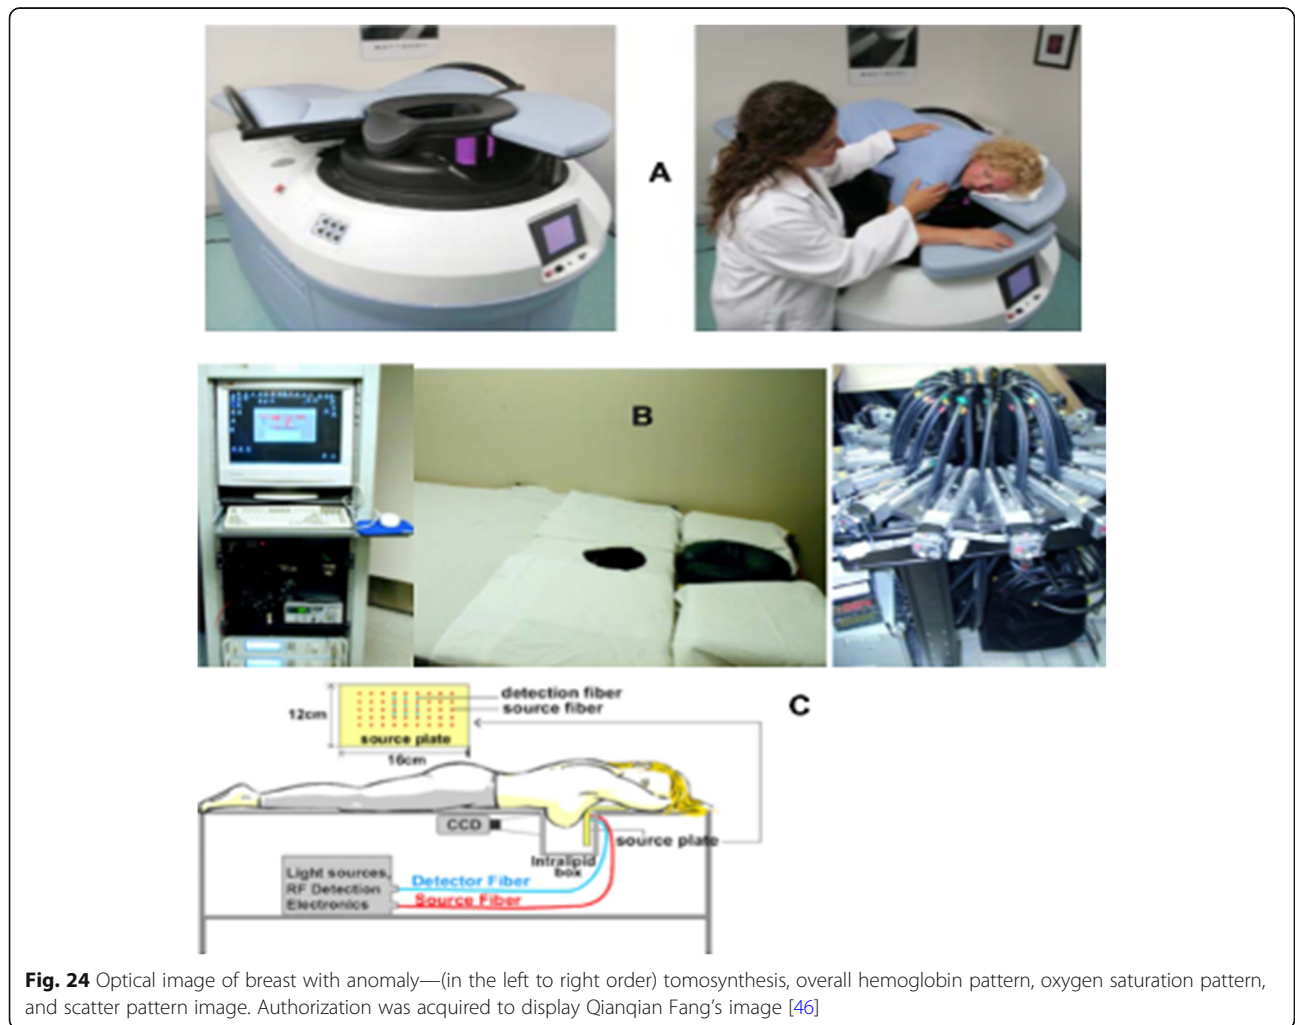 A
B
C
detection fiber
source fiber
12cm
source plate
16cm
CCD
source plate
Intralipid
box
Light sources,
RF Detection
Electronics
Detector Fiber
Source Fiber
Fig. 24 Optical image of breast with anomaly—(in the left to right order) tomosynthesis, overall hemoglobin pattern, oxygen saturation pattern,
and scatter pattern image. Authorization was acquired to display Qianqian Fang’s image [46]